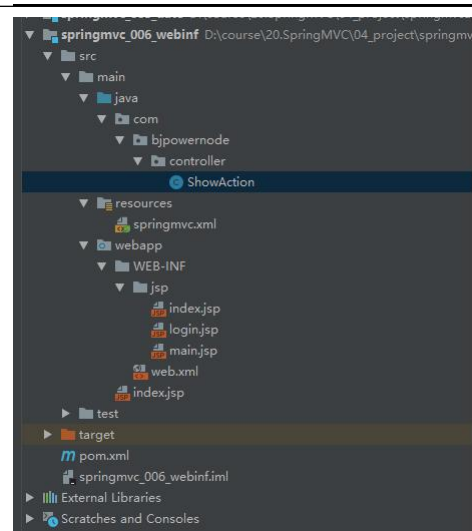 springmvc_006_webinf D:\course\20.SpringMVC\04_project\springmv
src
main
java
com
bjpowernode
controller
ShowAction
resources
springmvc.xml
webapp
WEB-INF
jsp
index.jsp
login.jsp
main.jsp
web.xml
index.jsp
test
target
pom.xml
springmvc_006_webinf.iml
External Libraries
Scratches and Consoles